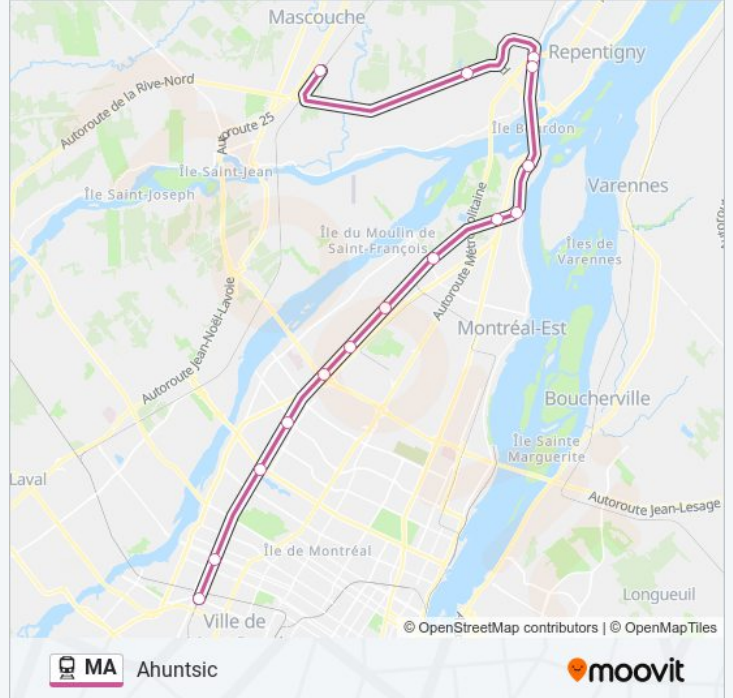 Mascouche
Repentigny
Autoroute de la Rive-Nord
Autoroute 25
Île Bourdon
Île Saint-Jean
Île Saint-Joseph
Varennes
Île du Moulin de
Saint-François
Autoroute Métropolitaine
Îles de
Varennes
Autoroute Jean-Noël-Lavoie
Montréal-Est
Boucherville
Île Sainte
Marguerite
Laval
Autoroute Jean-Lesage
Île de Montréal
Longueuil
Ville de
© OpenStreetMap contributors | © OpenMapTiles
MA Ahuntsic
moovit